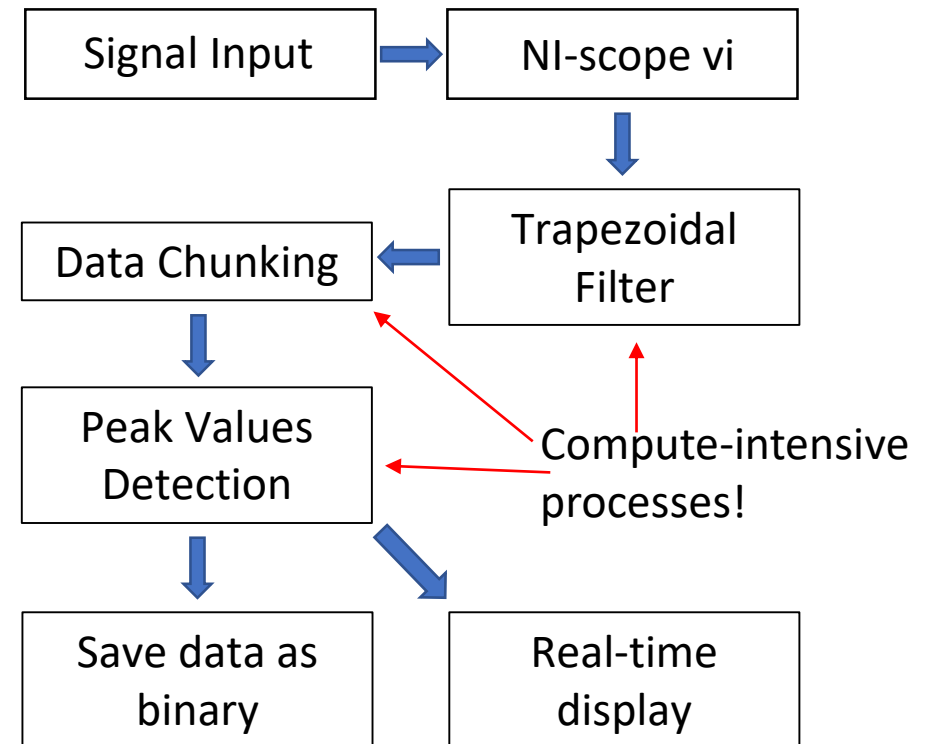 Signal Input
NI-scope vi
Trapezoidal
Filter
Data Chunking
Peak Values
Detection
Compute-intensive
processes!
Save data as
binary
Real-time
display